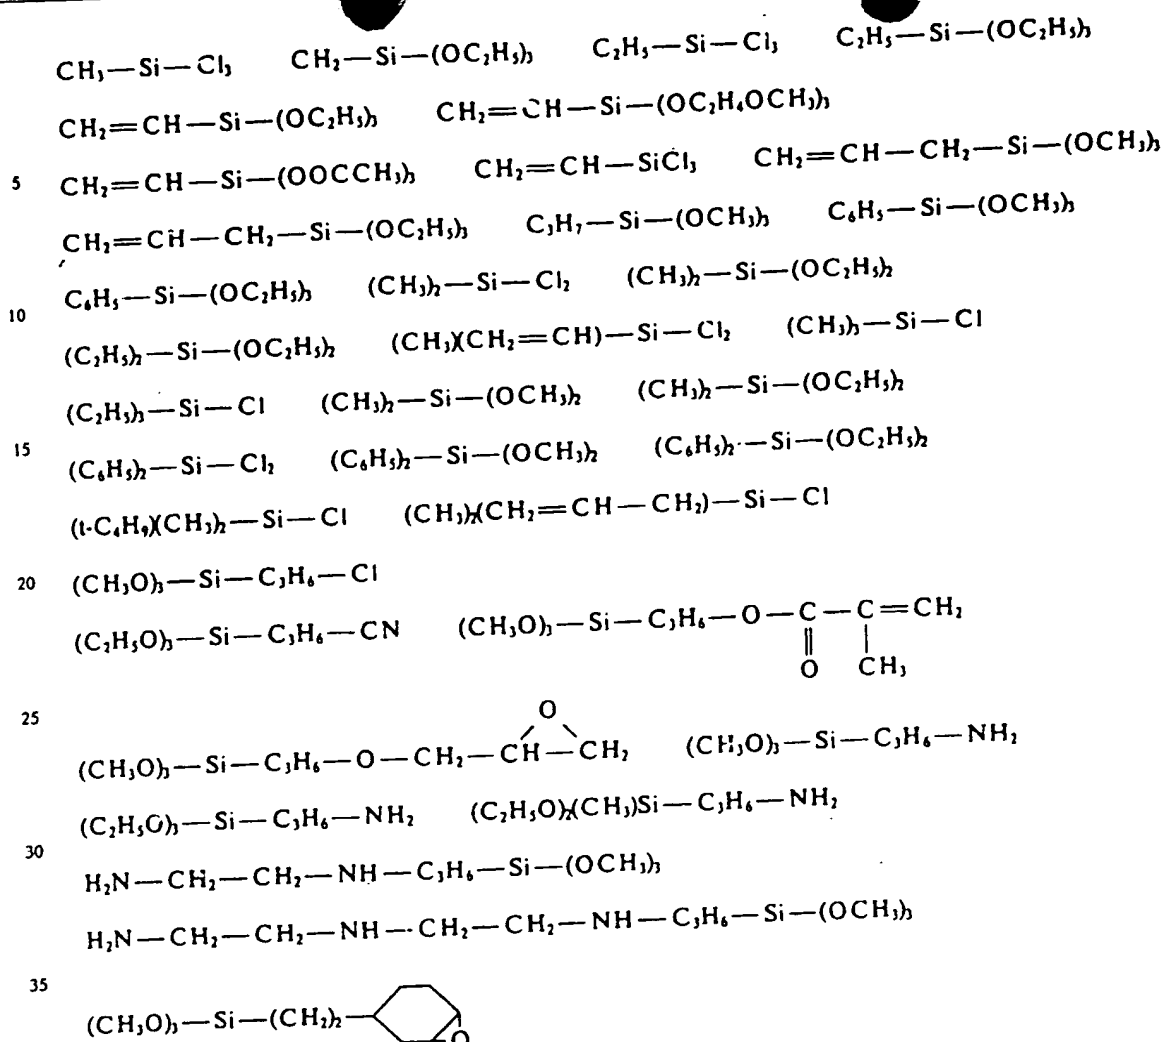 CH₃—Si—Cl₃ CH₂—Si—(OC₂H₅)₃ C₂H₅—Si—Cl₃ C₂H₅—Si—(OC₂H₅)₃
CH₂=CH—Si—(OC₂H₅)₃ CH₂=CH—Si—(OC₂H₄OCH₃)₃
5 CH₂=CH—Si—(OOCCH₃)₃ CH₂=CH—SiCl₃ CH₂=CH—CH₂—Si—(OCH₃)₃
CH₂=CH—CH₂—Si—(OC₂H₅)₃ C₃H₇—Si—(OCH₃)₃ C₆H₅—Si—(OCH₃)₃
C₆H₅—Si—(OC₂H₅)₃ (CH₃)₂—Si—Cl₂ (CH₃)₂—Si—(OC₂H₅)₂
10
(C₂H₅)₂—Si—(OC₂H₅)₂ (CH₃)(CH₂=CH)—Si—Cl₂ (CH₃)₃—Si—Cl
(C₂H₅)₃—Si—Cl (CH₃)₂—Si—(OCH₃)₂ (CH₃)₂—Si—(OC₂H₅)₂
15 (C₆H₅)₂—Si—Cl₂ (C₆H₅)₂—Si—(OCH₃)₂ (C₆H₅)₂—Si—(OC₂H₅)₂
(t-C₄H₉)(CH₃)₂—Si—Cl (CH₃)₂(CH₂=CH—CH₂)—Si—Cl
20 (CH₃O)₃—Si—C₃H₆—Cl
(C₂H₅O)₃—Si—C₃H₆—CN (CH₃O)₃—Si—C₃H₆—O—C—C=CH₂
O CH₃
25 O
(CH₃O)₃—Si—C₃H₆—O—CH₂—CH—CH₂ (CH₃O)₃—Si—C₃H₆—NH₂
(C₂H₅O)₃—Si—C₃H₆—NH₂ (C₂H₅O)₂(CH₃)Si—C₃H₆—NH₂
30
H₂N—CH₂—CH₂—NH—C₃H₆—Si—(OCH₃)₃
H₂N—CH₂—CH₂—NH—CH₂—CH₂—NH—C₃H₆—Si—(OCH₃)₃
35
(CH₃O)₃—Si—(CH₂)₂—
O